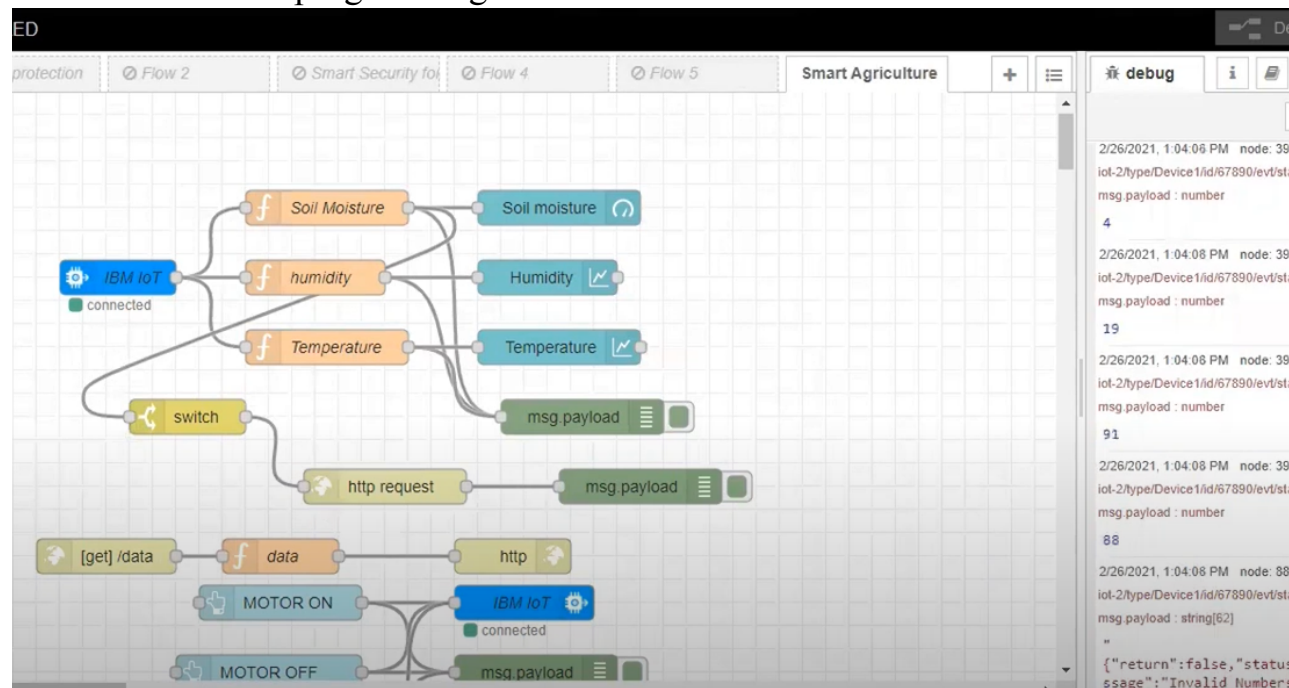 ED
De
protection
Flow 2
Smart Security for
Flow 4
Flow 5
Smart Agriculture
debug
i
Soil Moisture
Soil moisture
IBM IoT
connected
humidity
Humidity
Temperature
Temperature
switch
msg.payload
http request
msg.payload
[get] /data
data
http
MOTOR ON
IBM IoT
connected
MOTOR OFF
msg.payload
2/26/2021, 1:04:06 PM node: 39
iot-2/type/Device1/id/67890/evt/sta
msg.payload : number
4
2/26/2021, 1:04:08 PM node: 39
iot-2/type/Device1/id/67890/evt/sta
msg.payload : number
19
2/26/2021, 1:04:08 PM node: 39
iot-2/type/Device1/id/67890/evt/sta
msg.payload : number
91
2/26/2021, 1:04:08 PM node: 39
iot-2/type/Device1/id/67890/evt/sta
msg.payload : number
88
2/26/2021, 1:04:08 PM node: 88
iot-2/type/Device1/id/67890/evt/sta
msg.payload : string[62]
"
{"return":false,"status
ssage":"Invalid Numbers